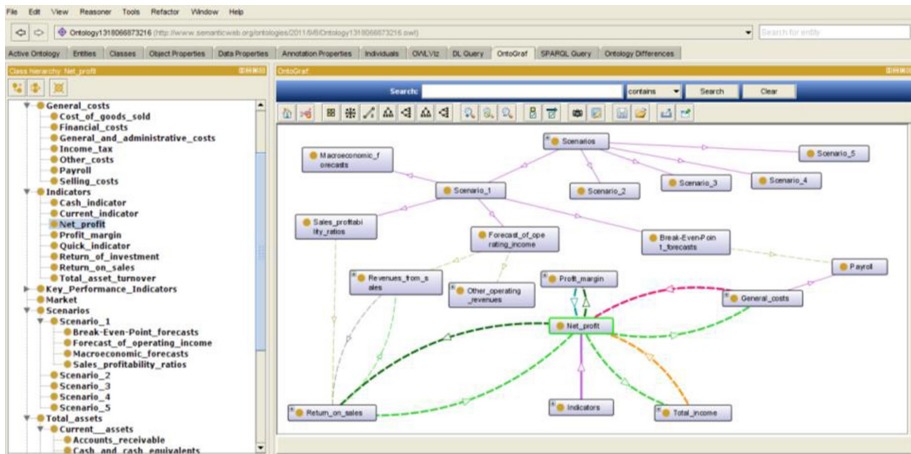 File Edit View Reasoner Tools Refactor Window Help
Ontology1318066873216 (http://www.semanticweb.org/ontologies/2011/9/8/Ontology1318066873216.owl)
Search for entity
Active Ontology Entities Classes Object Properties Data Properties Annotation Properties Individuals OWLViz DL Query OntoGraf SPARQL Query Ontology Differences
Class hierarchy: Net_profit
General_costs
Cost_of_goods_sold
Financial_costs
General_and_administrative_costs
Income_tax
Other_costs
Payroll
Selling_costs
Indicators
Cash_indicator
Current_indicator
Net_profit
Profit_margin
Quick_indicator
Return_of_investment
Return_on_sales
Total_asset_turnover
Key_Performance_Indicators
Market
Scenarios
Scenario_1
Break-Even-Point_forecasts
Forecast_of_operating_income
Macroeconomic_forecasts
Sales_profitability_ratios
Scenario_2
Scenario_3
Scenario_4
Scenario_5
Total_assets
Current__assets
Accounts_receivable
Cash_and_cash_equivalents
OntoGraf
Search: contains Search Clear
Scenarios
Macroeconomic_f
orecasts
Scenario_5
Scenario_1
Scenario_2
Scenario_3
Scenario_4
Sales_profitabi
lity_ratios
Forecast_of_ope
rating_income
Break-Even-Poin
t_forecasts
Payroll
Revenues_from_s
ales
Other_operating
_revenues
Profit_margin
General_costs
Net_profit
Return_on_sales
Indicators
Total_income